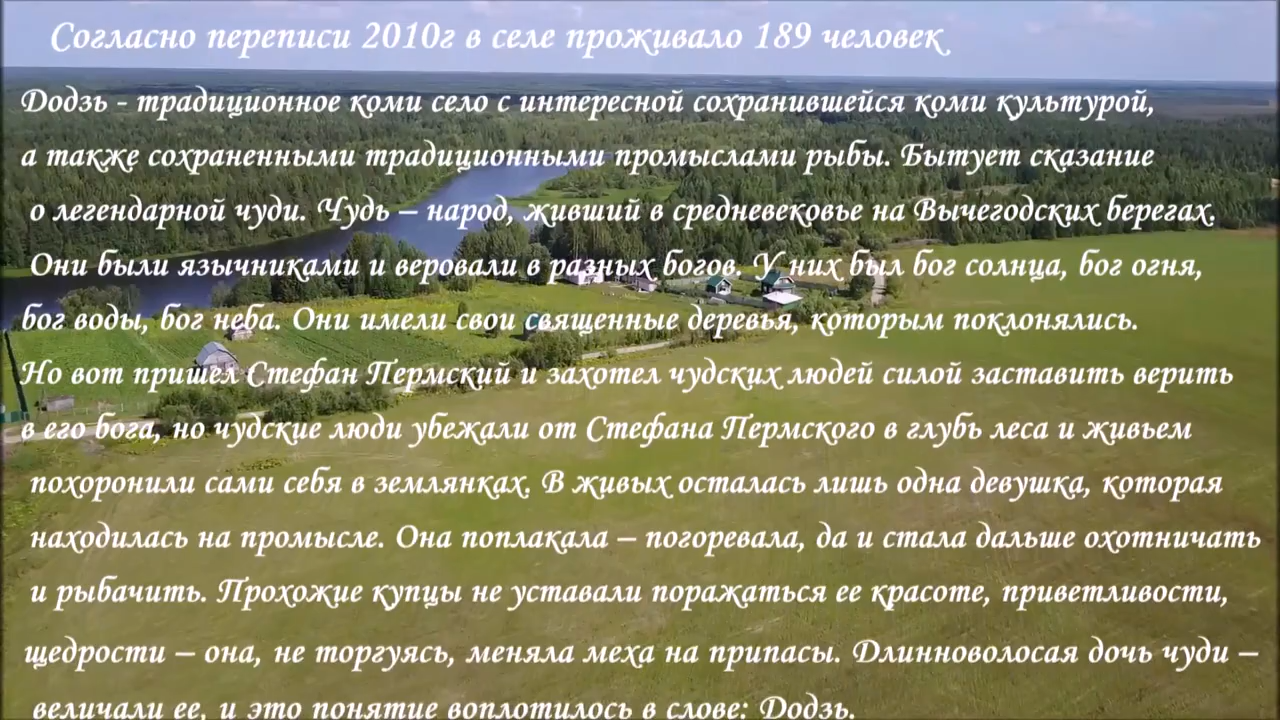 Согласно переписи 2010г в селе проживало 189 человек
Додзь - традиционное коми село с интересной сохранившейся коми культурой,
а также сохраненными традиционными промыслами рыбы. Бытует сказание
о легендарной чуди. Чудь – народ, живший в средневековье на Вычегодских берегах.
Они были язычниками и веровали в разных богов. У них был бог солнца, бог огня,
бог воды, бог неба. Они имели свои священные деревья, которым поклонялись.
Но вот пришел Стефан Пермский и захотел чудских людей силой заставить верить
в его бога, но чудские люди убежали от Стефана Пермского в глубь леса и живьем
похоронили сами себя в землянках. В живых осталась лишь одна девушка, которая
находилась на промысле. Она поплакала – погоревала, да и стала дальше охотничать
и рыбачить. Прохожие купцы не уставали поражаться ее красоте, приветливости,
щедрости – она, не торгуясь, меняла меха на припасы. Длинноволосая дочь чуди –
величали ее, и это понятие воплотилось в слове: Додзь.